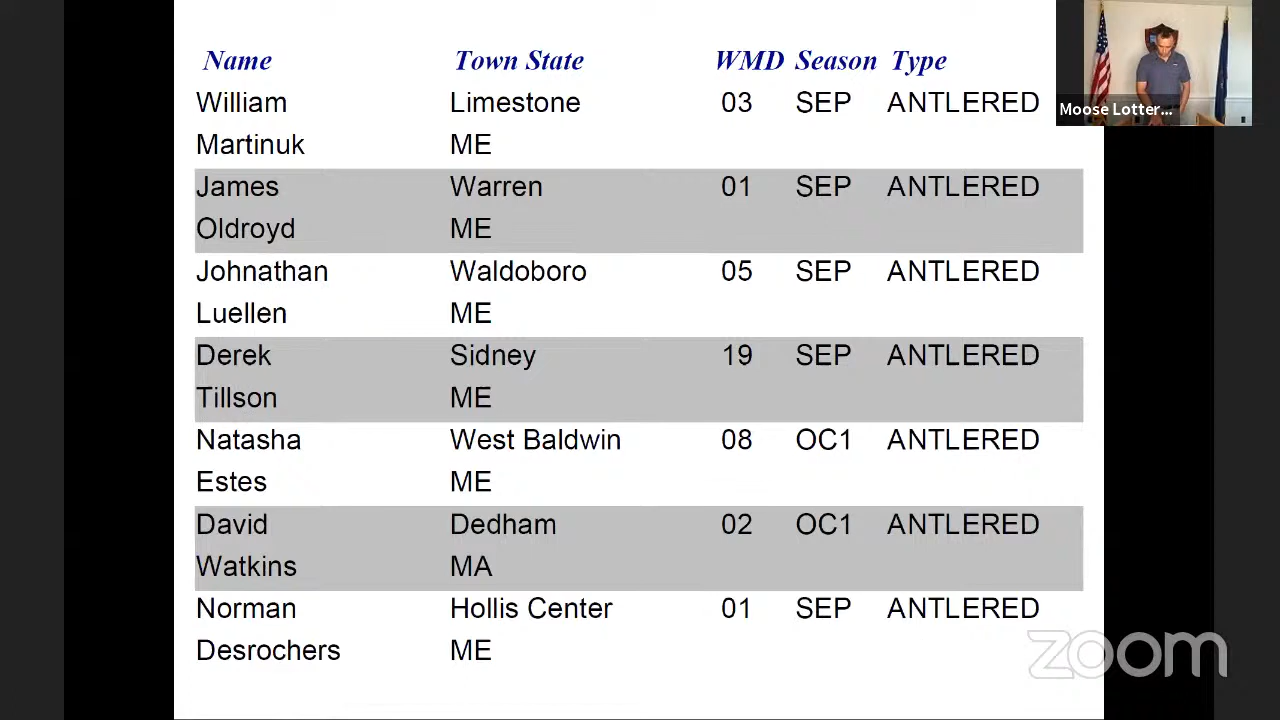 Name Town State WMD Season Type
William Limestone 03 SEP ANTLERED
Martinuk ME
James Warren 01 SEP ANTLERED
Oldroyd ME
Johnathan Waldoboro 05 SEP ANTLERED
Luellen ME
Derek Sidney 19 SEP ANTLERED
Tillson ME
Natasha West Baldwin 08 OC1 ANTLERED
Estes ME
David Dedham 02 OC1 ANTLERED
Watkins MA
Norman Hollis Center 01 SEP ANTLERED
Desrochers ME
Moose Lotter...
zoom